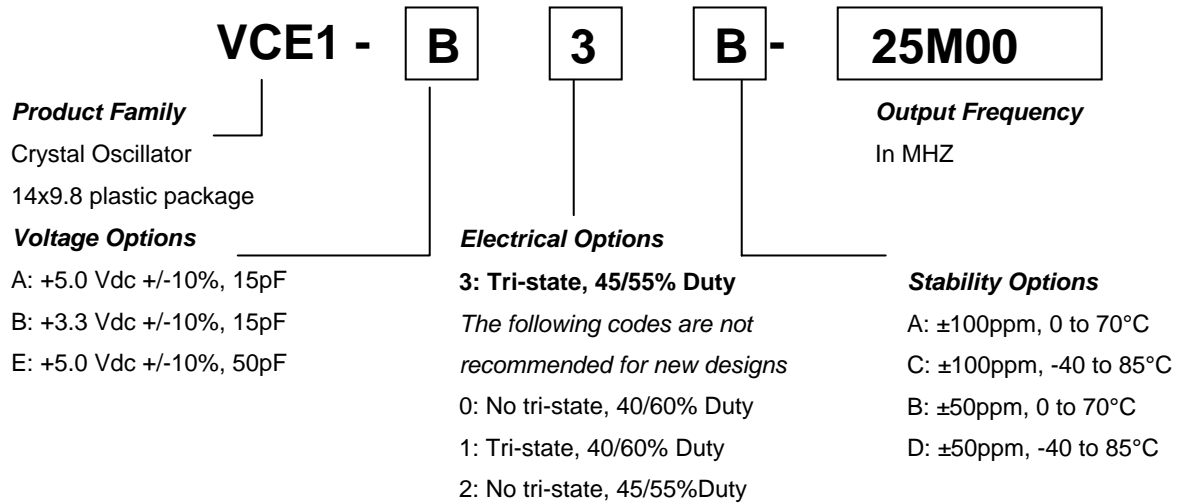 VCE1 - B 3 B - 25M00
Product Family
Crystal Oscillator
14x9.8 plastic package
Voltage Options
A: +5.0 Vdc +/-10%, 15pF
B: +3.3 Vdc +/-10%, 15pF
E: +5.0 Vdc +/-10%, 50pF
Electrical Options
3: Tri-state, 45/55% Duty
The following codes are not
recommended for new designs
0: No tri-state, 40/60% Duty
1: Tri-state, 40/60% Duty
2: No tri-state, 45/55%Duty
Output Frequency
In MHZ
Stability Options
A: ±100ppm, 0 to 70°C
C: ±100ppm, -40 to 85°C
B: ±50ppm, 0 to 70°C
D: ±50ppm, -40 to 85°C